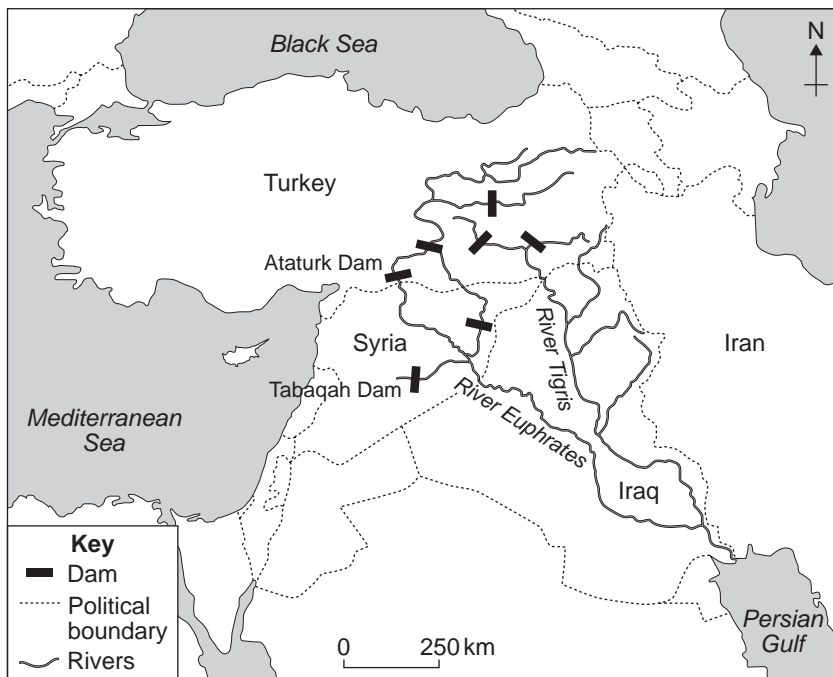 Black Sea
N
Turkey
Ataturk Dam
Syria
River Tigris
Iran
Tabaqah Dam
River Euphrates
Mediterranean
Sea
Iraq
Key
Dam
Political
boundary
Rivers
0 250 km
Persian
Gulf